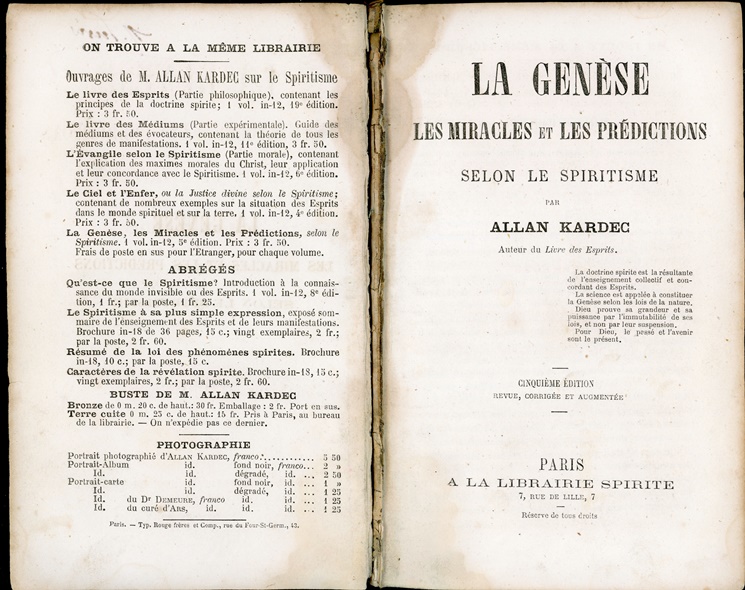 ON TROUVE A LA MÊME LIBRAIRIE
Ouvrages de M. ALLAN KARDEC sur le Spiritisme
Le livre des Esprits (Partie philosophique), contenant les
principes de la doctrine spirite; 1 vol. in-12, 19e édition.
Prix : 3 fr. 50.
Le livre des Médiums (Partie expérimentale). Guide des
médiums et des évocateurs, contenant la théorie de tous les
genres de manifestations. 1 vol. in-12, 11e édition, 3 fr. 50.
L'Évangile selon le Spiritisme (Partie morale), contenant
l'explication des maximes morales du Christ, leur application
et leur concordance avec le Spiritisme. 1 vol. in-12, 6e édition.
Prix : 3 fr. 50.
Le Ciel et l'Enfer, ou la Justice divine selon le Spiritisme;
contenant de nombreux exemples sur la situation des Esprits
dans le monde spirituel et sur la terre. 1 vol. in-12, 4e édition.
Prix : 3 fr. 50.
La Genèse, les Miracles et les Prédictions, selon le
Spiritisme. 1 vol. in-12, 5e édition. Prix : 3 fr. 50.
Frais de poste en sus pour l'Etranger, pour chaque volume.
ABRÉGÉS
Qu'est-ce que le Spiritisme? Introduction à la connais-
sance du monde invisible ou des Esprits. 1 vol. in-12, 8e édi-
tion, 1 fr.; par la poste, 1 fr. 25.
Le Spiritisme à sa plus simple expression, exposé som-
maire de l'enseignement des Esprits et de leurs manifestations.
Brochure in-18 de 36 pages, 15 c.; vingt exemplaires, 2 fr.;
par la poste, 2 fr. 60.
Résumé de la loi des phénomènes spirites. Brochure
in-18, 10 c.; par la poste, 15 c.
Caractères de la révélation spirite. Brochure in-18, 15 c.;
vingt exemplaires, 2 fr.; par la poste, 2 fr. 60.
BUSTE DE M. ALLAN KARDEC
Bronze de 0 m. 20 c. de haut.: 30 fr. Emballage : 2 fr. Port en sus.
Terre cuite 0 m. 25 c. de haut.: 15 fr. Pris à Paris, au bureau
de la librairie. — On n'expédie pas ce dernier.
PHOTOGRAPHIE
Portrait photographié d'ALLAN KARDEC, franco............. 5 50
Portrait-Album id. fond noir, franco... 2 »
Id. id. dégradé, id. ... 2 50
Portrait-carte id. fond noir, id. ... 1 »
Id. id. dégradé, id. ... 1 25
Id. du Dr DEMEURE, franco id. id. ... 1 25
Id. du curé d'ARS, id. id. id. ... 1 25
Paris. — Typ. Rouge frères et Comp., rue du Four-St-Germ., 43.
LA GENÈSE
LES MIRACLES ET LES PRÉDICTIONS
SELON LE SPIRITISME
PAR
ALLAN KARDEC
Auteur du Livre des Esprits.
La doctrine spirite est la résultante
de l'enseignement collectif et con-
cordant des Esprits.
La science est appelée à constituer
la Genèse selon les lois de la nature.
Dieu prouve sa grandeur et sa
puissance par l'immutabilité de ses
lois, et non par leur suspension.
Pour Dieu, le passé et l'avenir
sont le présent.
CINQUIÈME ÉDITION
REVUE, CORRIGÉE ET AUGMENTÉE
PARIS
A LA LIBRAIRIE SPIRITE
7, RUE DE LILLE, 7
Réserve de tous droits